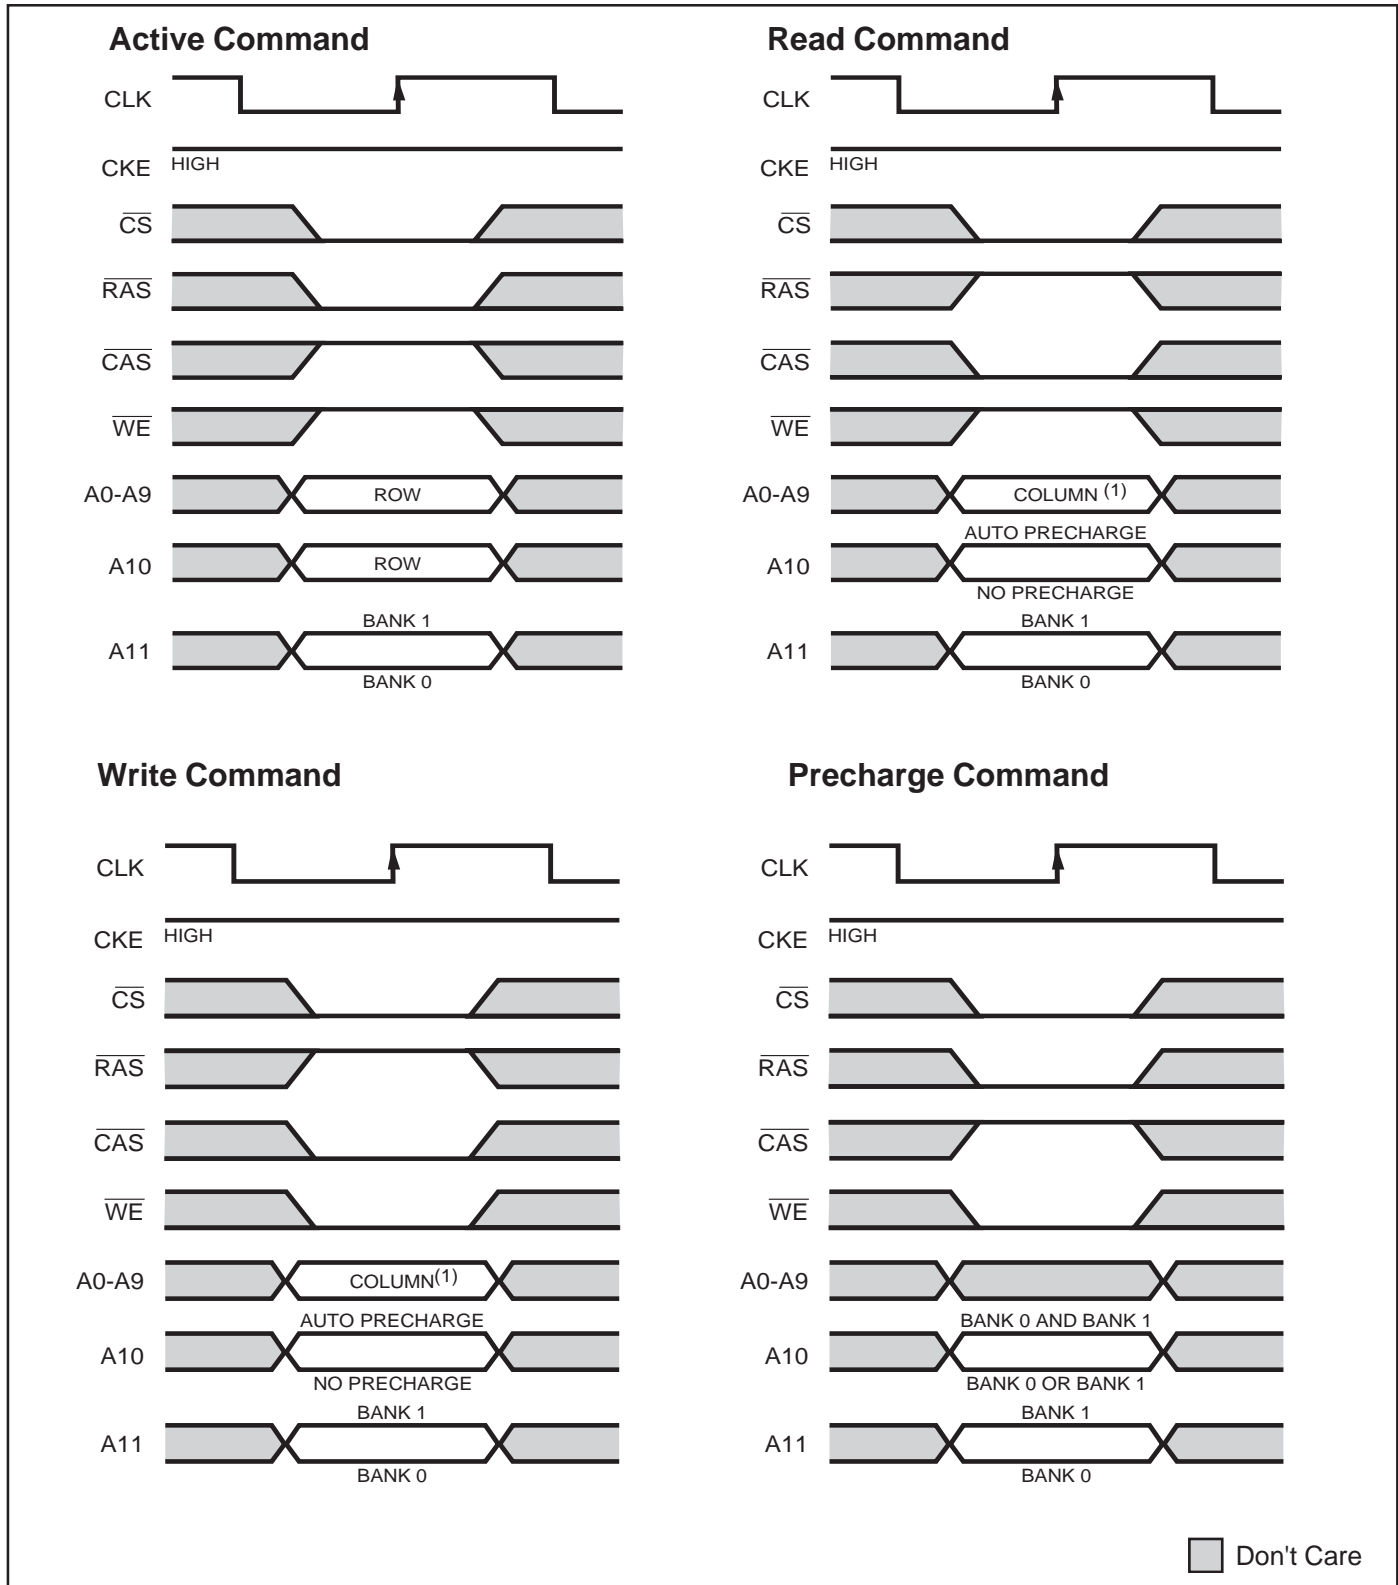 Active Command
CLK
CKE HIGH
CS
RAS
CAS
WE
A0-A9 ROW
A10 ROW
BANK 1
A11
BANK 0
Read Command
CLK
CKE HIGH
CS
RAS
CAS
WE
A0-A9 COLUMN (1)
AUTO PRECHARGE
A10
NO PRECHARGE
BANK 1
A11
BANK 0
Write Command
CLK
CKE HIGH
CS
RAS
CAS
WE
A0-A9 COLUMN(1)
AUTO PRECHARGE
A10
NO PRECHARGE
BANK 1
A11
BANK 0
Precharge Command
CLK
CKE HIGH
CS
RAS
CAS
WE
A0-A9
BANK 0 AND BANK 1
A10
BANK 0 OR BANK 1
BANK 1
A11
BANK 0
Don't Care